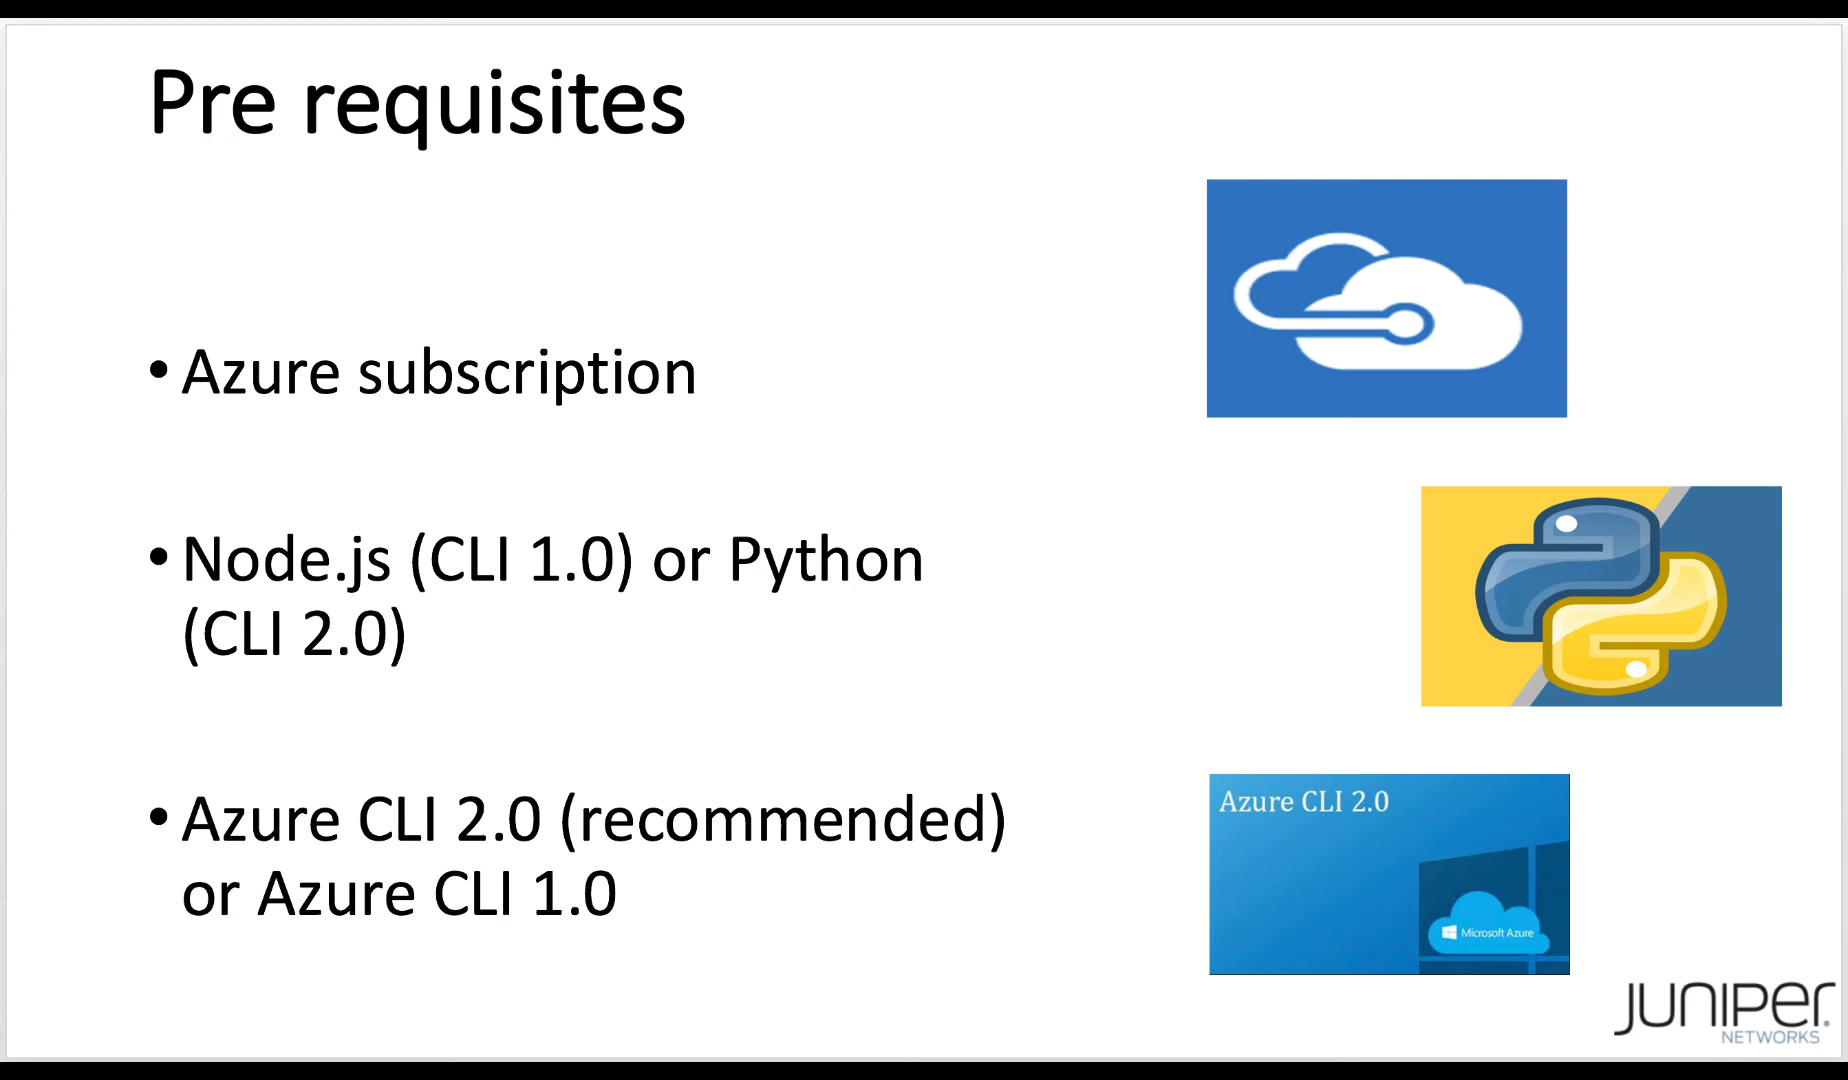 Pre requisites
• Azure subscription
• Node.js (CLI 1.0) or Python
(CLI 2.0)
• Azure CLI 2.0 (recommended)
or Azure CLI 1.0
Azure CLI 2.0
Microsoft Azure
JUNIPEr
NETWORKS